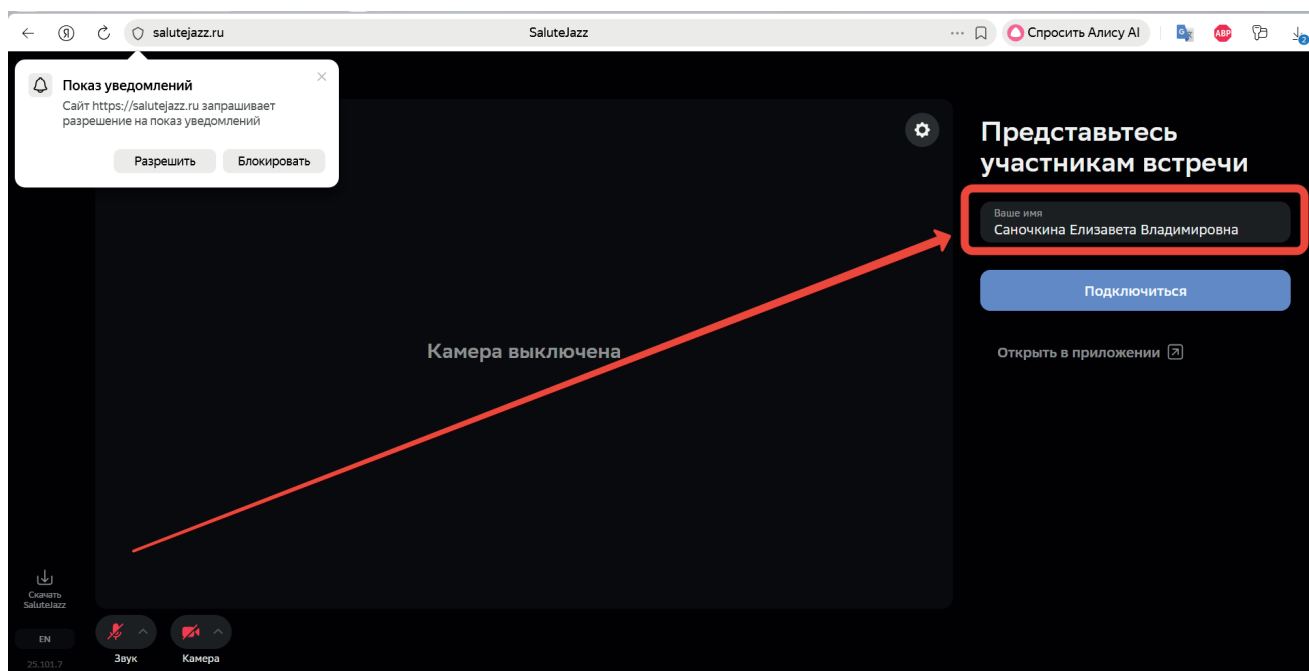 salutejazz.ru
SaluteJazz
Спросить Алису AI
ABP
2
Показ уведомлений
Сайт https://salutejazz.ru запрашивает
разрешение на показ уведомлений
Разрешить
Блокировать
Представьтесь
участникам встречи
Ваше имя
Саночкина Елизавета Владимировна
Подключиться
Открыть в приложении
Камера выключена
Скачать
SaluteJazz
EN
25.101.7
Звук
Камера